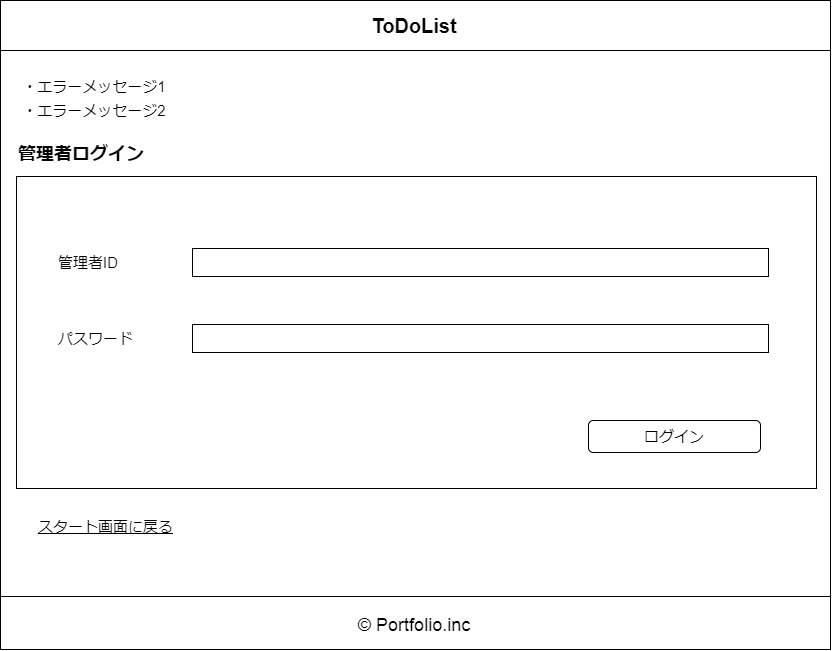 ToDoList
・エラーメッセージ1
・エラーメッセージ2
管理者ログイン
管理者ID
パスワード
ログイン
スタート画面に戻る
© Portfolio.inc